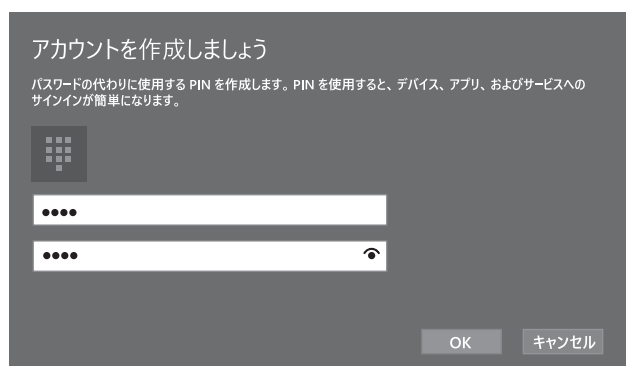 アカウントを作成しましょう
パスワードの代わりに使用する PIN を作成します。PIN を使用すると、デバイス、アプリ、およびサービスへの
サインインが簡単になります。
●●●●
●●●●
OK キャンセル